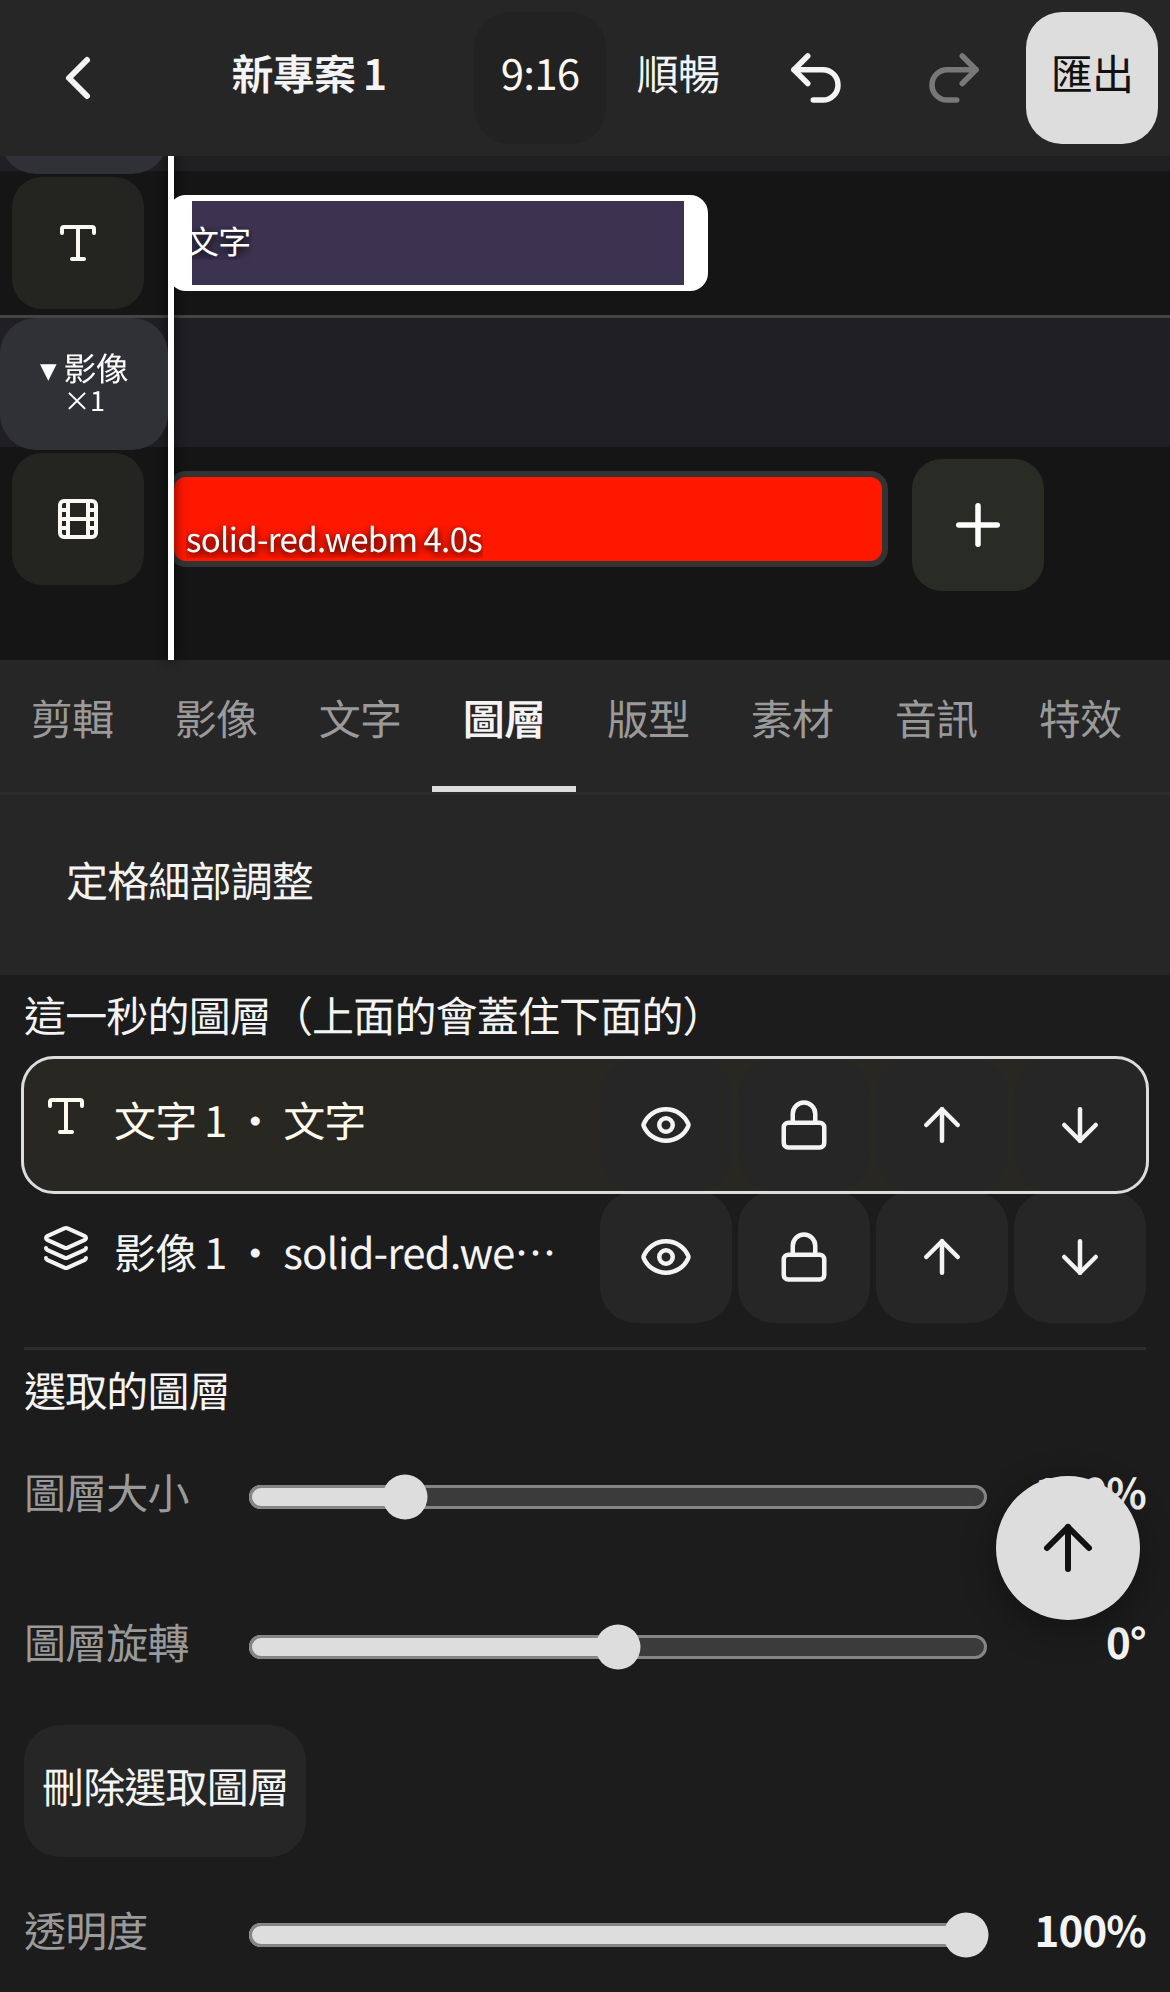 新專案 1 9:16 順暢 匯出
文字
▼ 影像
×1
solid-red.webm 4.0s
剪輯 影像 文字 圖層 版型 素材 音訊 特效
定格細部調整
這一秒的圖層（上面的會蓋住下面的）
文字 1 · 文字
影像 1 · solid-red.we…
選取的圖層
圖層大小
圖層旋轉 0°
刪除選取圖層
透明度 100%